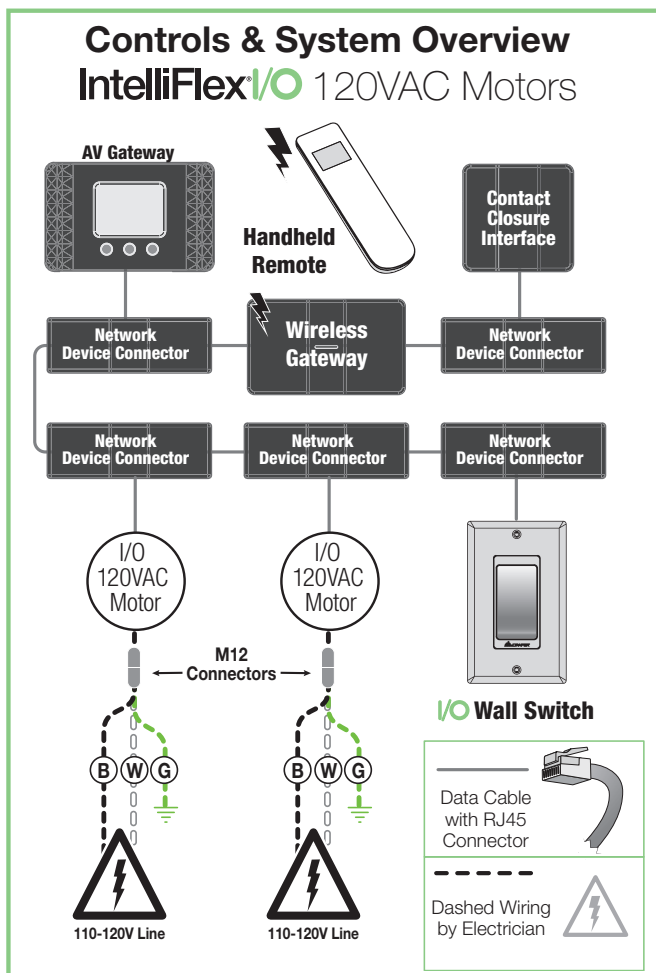 Controls & System Overview
IntelliFlex® I/O 120VAC Motors
AV Gateway
Handheld
Remote
Contact
Closure
Interface
Network
Device Connector
Wireless
Gateway
Network
Device Connector
Network
Device Connector
Network
Device Connector
Network
Device Connector
I/O
120VAC
Motor
I/O
120VAC
Motor
M12
Connectors
I/O Wall Switch
B W G
B W G
110-120V Line
110-120V Line
Data Cable
with RJ45
Connector
Dashed Wiring
by Electrician